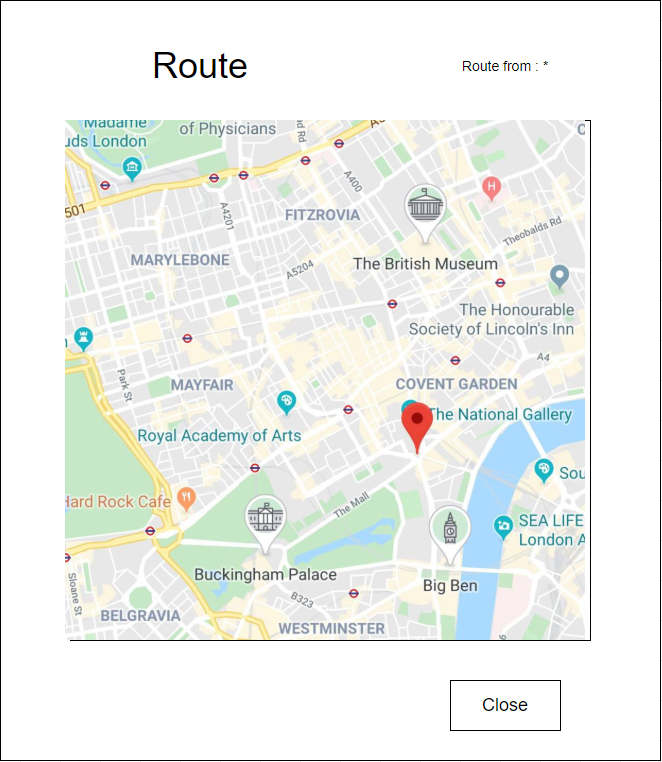 Route
Route from : *
Madame
uds London
of Physicians
A400
A501
A4201
FITZROVIA
H
Theobalds Rd
MARYLEBONE
A5204
The British Museum
The Honourable
Society of Lincoln's Inn
A4
Park St
MAYFAIR
COVENT GARDEN
The National Gallery
Royal Academy of Arts
Sou
Hard Rock Cafe
The Mall
SEA LIFE
London A
Buckingham Palace
Big Ben
Sloane St
B323
BELGRAVIA
WESTMINSTER
Close